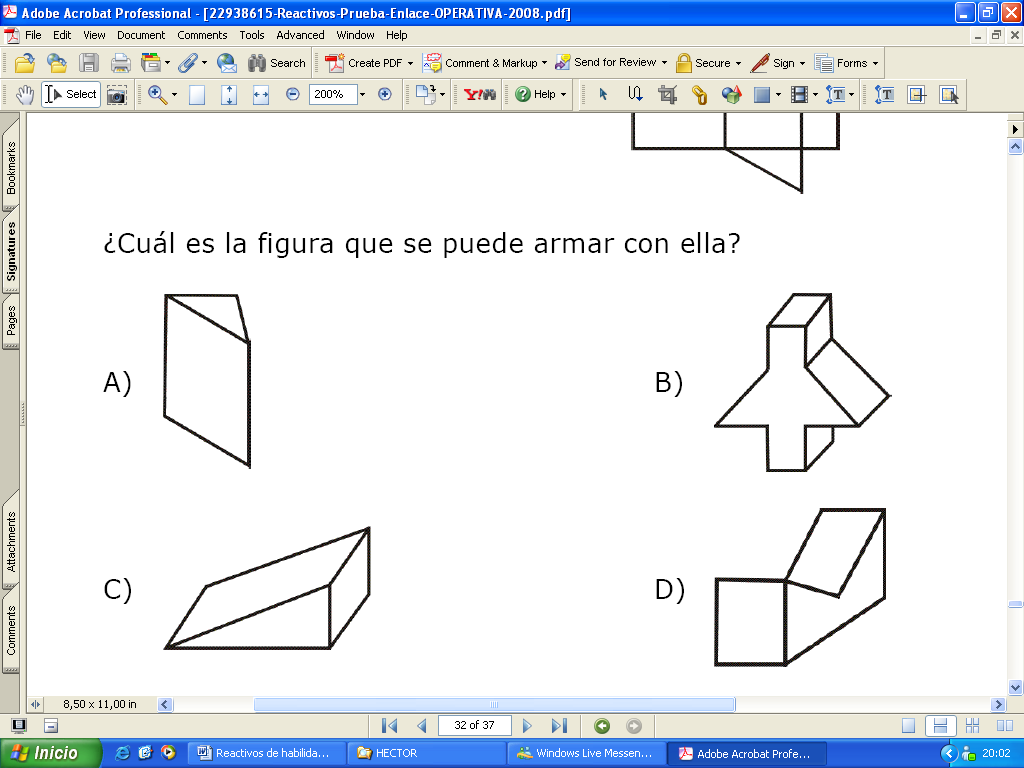 Adobe Acrobat Professional - [22938615-Reactivos-Prueba-Enlace-OPERATIVA-2008.pdf]
File Edit View Document Comments Tools Advanced Window Help
Search Create PDF Comment & Markup Send for Review Secure Sign Forms
Select 200% Y! Help
Bookmarks
Signatures
Pages
Attachments
Comments
¿Cuál es la figura que se puede armar con ella?
A)
B)
C)
D)
8,50 x 11,00 in
32 of 37
Inicio Reactivos de habilida... HECTOR Windows Live Messen... Adobe Acrobat Profe... 20:02